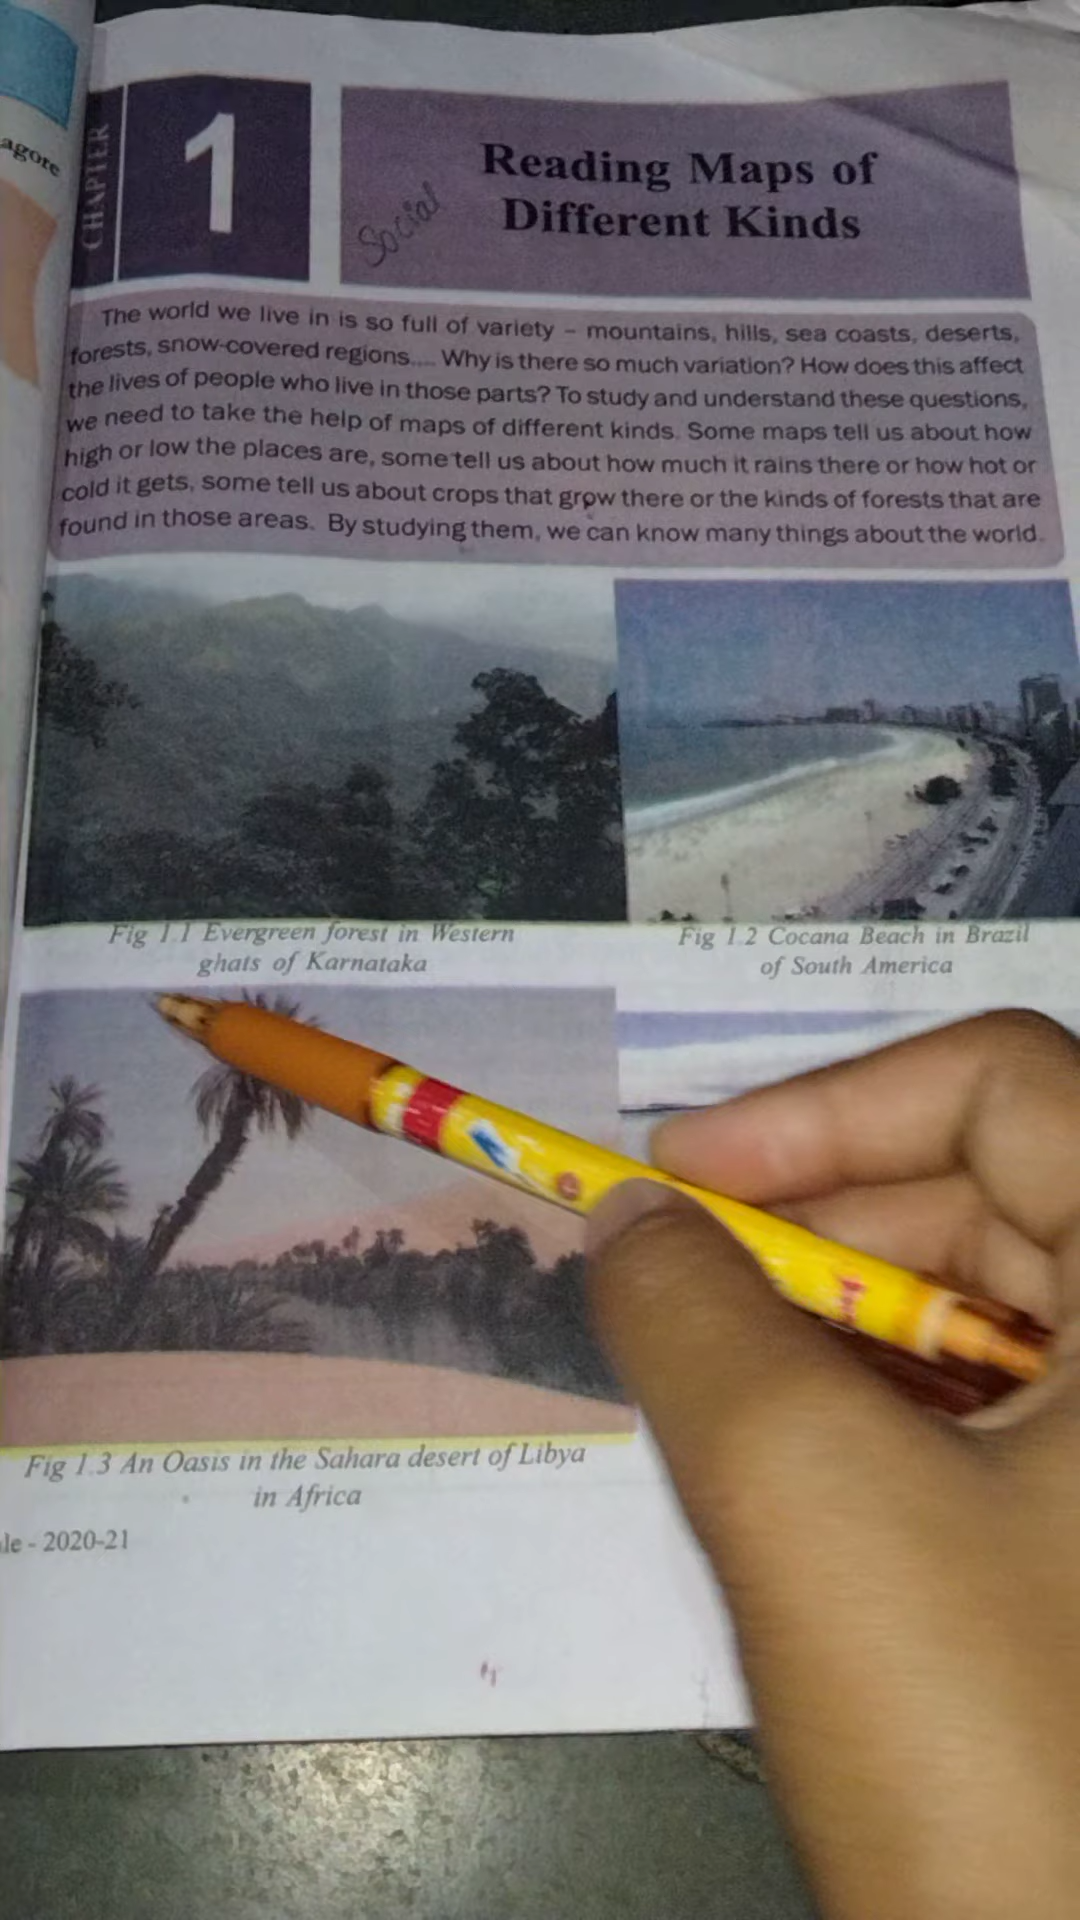 agore
CHAPTER
1
Reading Maps of
Different Kinds
Social
The world we live in is so full of variety – mountains, hills, sea coasts, deserts,
forests, snow-covered regions.... Why is there so much variation? How does this affect
the lives of people who live in those parts? To study and understand these questions,
we need to take the help of maps of different kinds. Some maps tell us about how
high or low the places are, some tell us about how much it rains there or how hot or
cold it gets, some tell us about crops that grow there or the kinds of forests that are
found in those areas. By studying them, we can know many things about the world.
Fig 1.1 Evergreen forest in Western
ghats of Karnataka
Fig 1.2 Cocana Beach in Brazil
of South America
Fig 1.3 An Oasis in the Sahara desert of Libya
in Africa
le - 2020-21